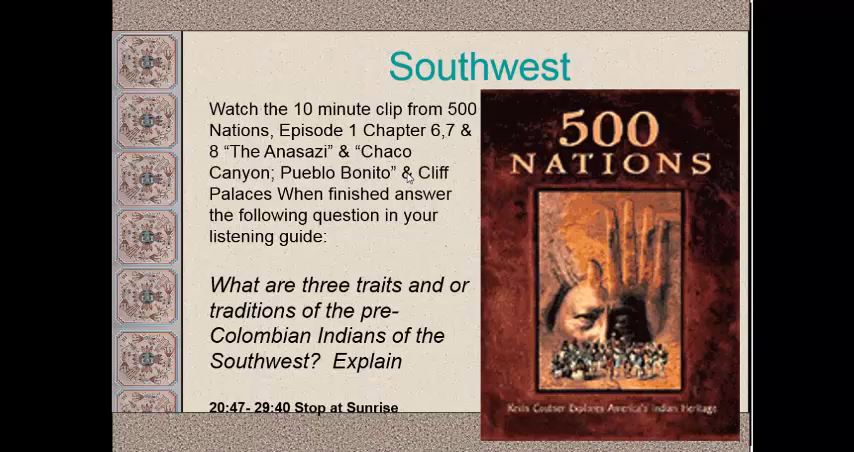 Southwest
Watch the 10 minute clip from 500
Nations, Episode 1 Chapter 6,7 &
8 “The Anasazi” & “Chaco
Canyon; Pueblo Bonito” & Cliff
Palaces When finished answer
the following question in your
listening guide:
What are three traits and or
traditions of the pre-
Colombian Indians of the
Southwest?  Explain
20:47- 29:40 Stop at Sunrise
500
NATIONS
Kevin Costner Explores America's Indian Heritage